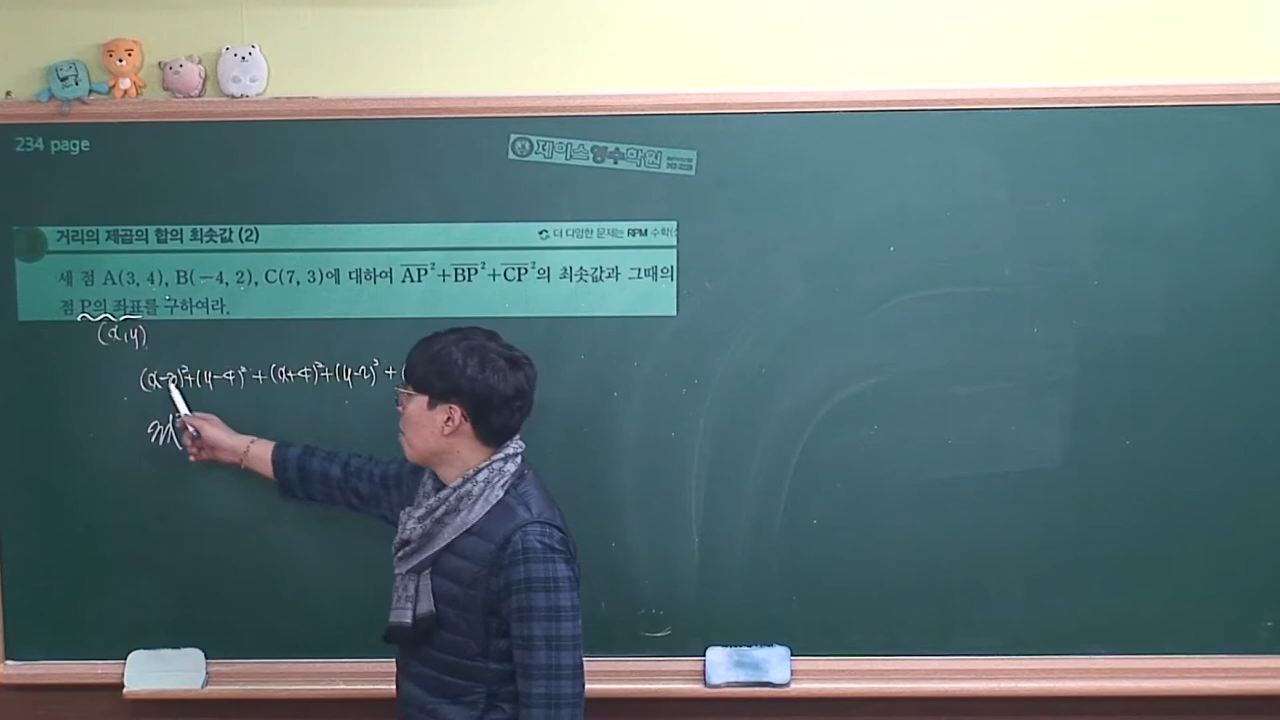 234 page
제이스영수학원
거리의 제곱의 합의 최솟값 (2)
더 다양한 문제는 RPM 수학(
세 점 A(3, 4), B(−4, 2), C(7, 3)에 대하여 AP²+BP²+CP²의 최솟값과 그때의
점 P의 좌표를 구하여라.
(x, y)
(x-3)²+(y-4)²+(x+4)²+(y-2)²+(